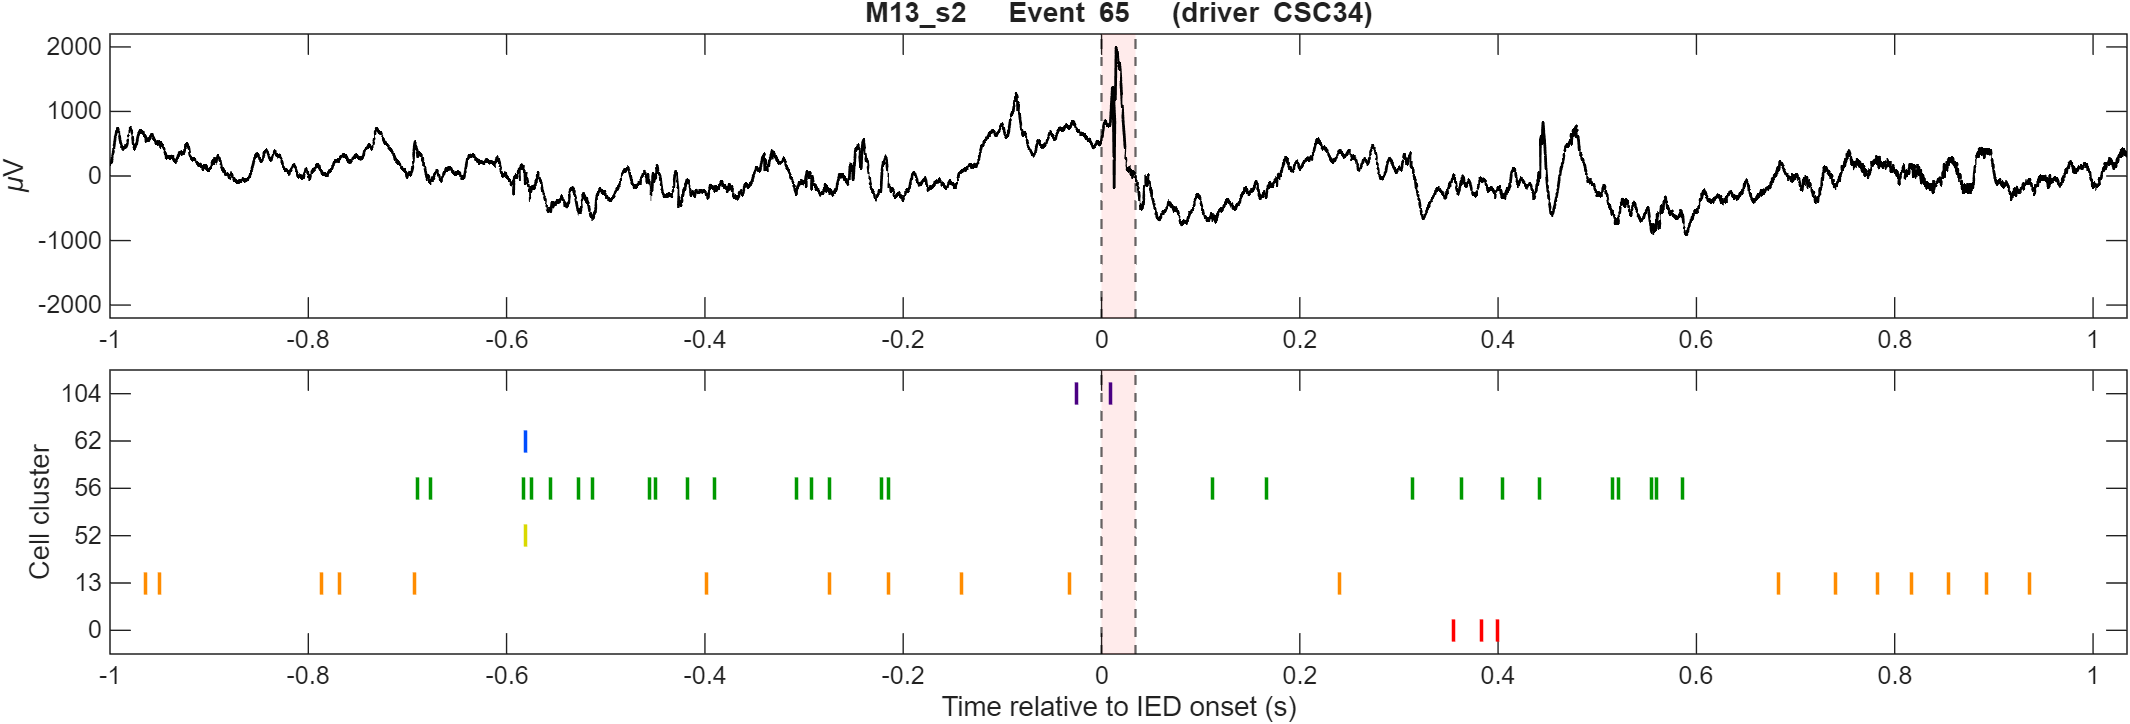 M13_s2 Event 65 (driver CSC34)
2000
1000
0
-1000
-2000
µV
-1 -0.8 -0.6 -0.4 -0.2 0 0.2 0.4 0.6 0.8 1
104
62
56
52
13
0
Cell cluster
-1 -0.8 -0.6 -0.4 -0.2 0 0.2 0.4 0.6 0.8 1
Time relative to IED onset (s)